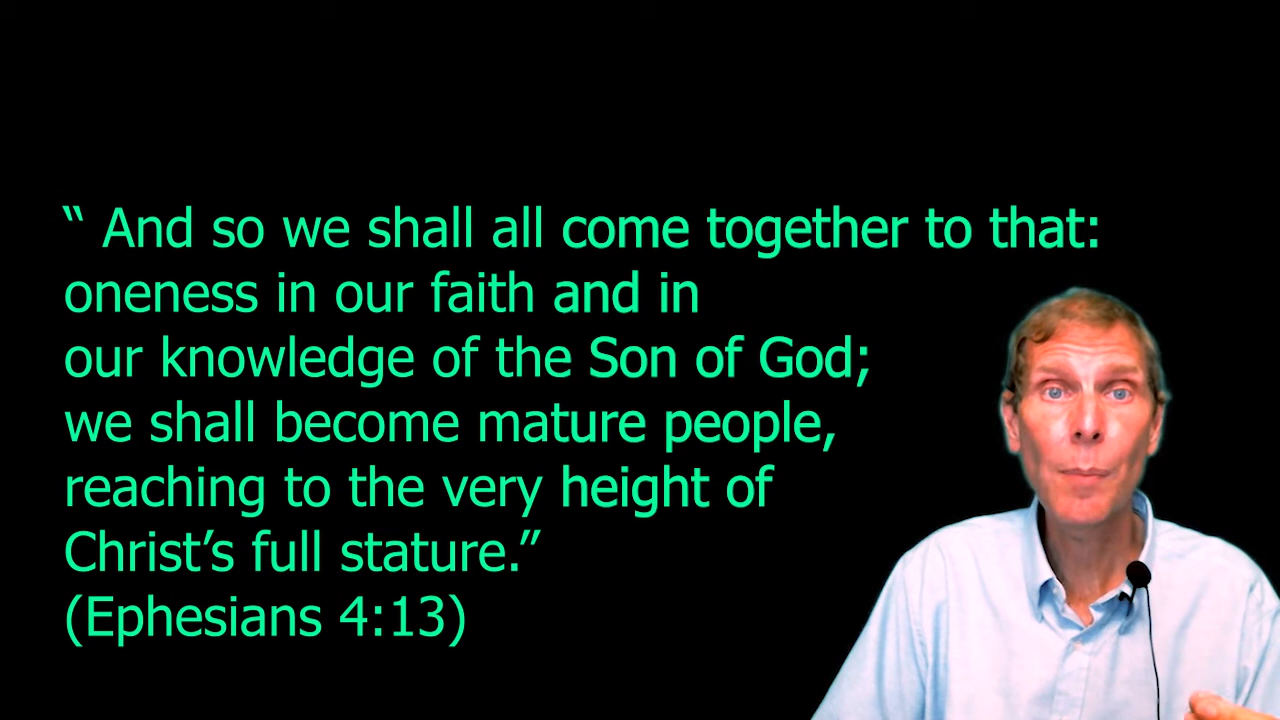 “ And so we shall all come together to that:
oneness in our faith and in
our knowledge of the Son of God;
we shall become mature people,
reaching to the very height of
Christ’s full stature.”
(Ephesians 4:13)